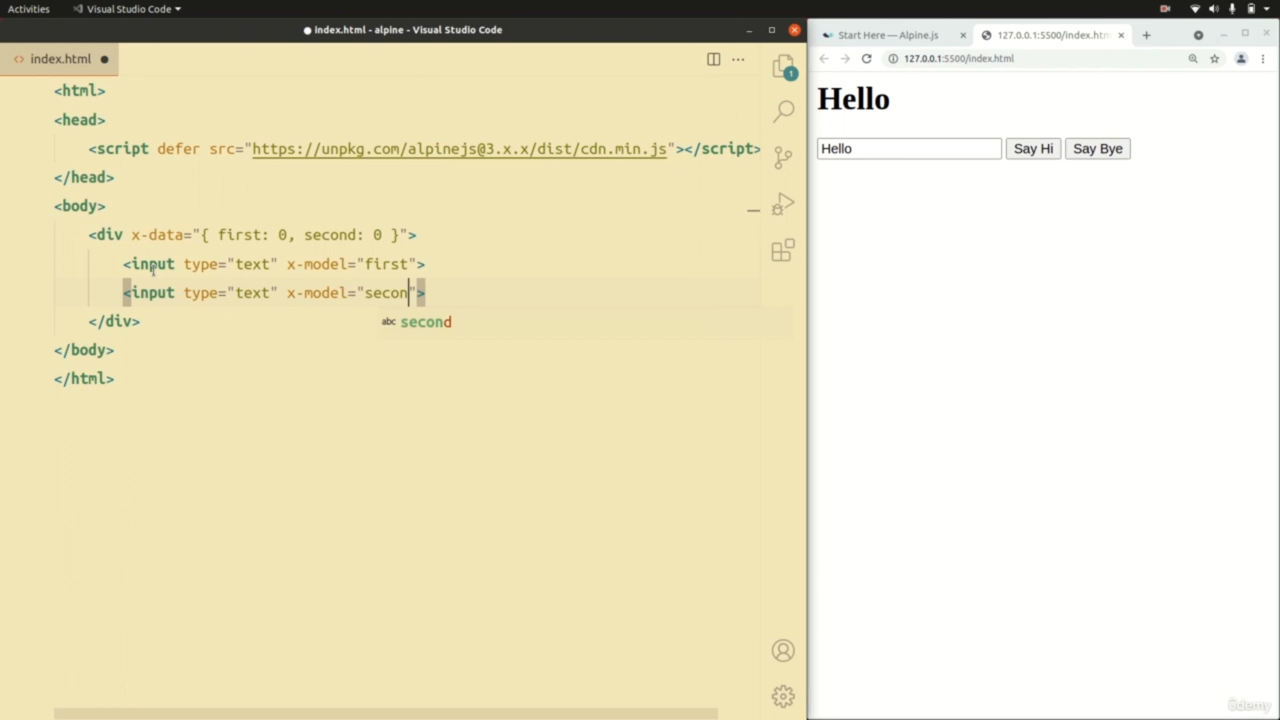 Activities
Visual Studio Code
index.html - alpine - Visual Studio Code
index.html
1
<html>
<head>
<script defer src="https://unpkg.com/alpinejs@3.x.x/dist/cdn.min.js"></script>
</head>
<body>
<div x-data="{ first: 0, second: 0 }">
<input type="text" x-model="first">
<input type="text" x-model="secon">
abc second
</div>
</body>
</html>
Start Here — Alpine.js
127.0.0.1:5500/index.htm
127.0.0.1:5500/index.html
Hello
Hello
Say Hi
Say Bye
ûdemy